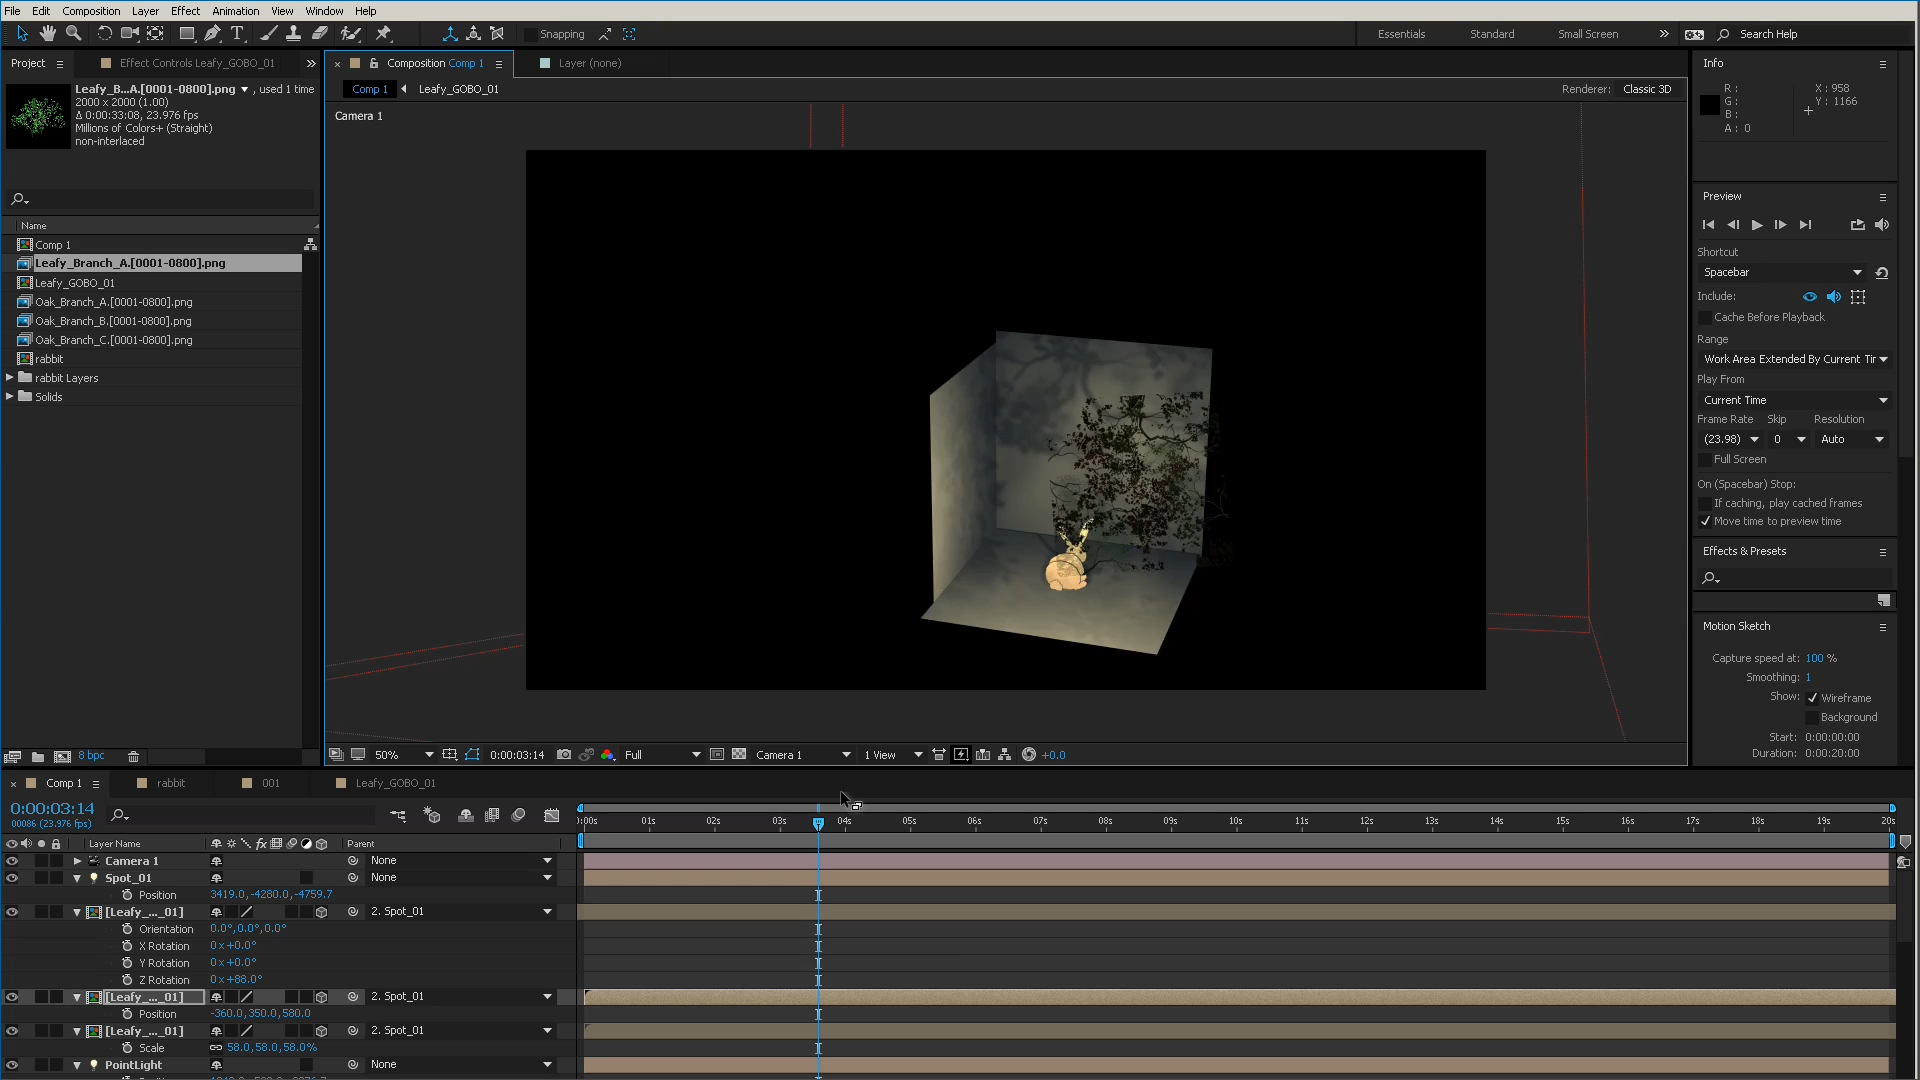 File Edit Composition Layer Effect Animation View Window Help
Snapping Essentials Standard Small Screen Search Help
Project Effect Controls Leafy_GOBO_01 Composition Comp 1 Layer (none) Info
Leafy_B...A.[0001-0800].png , used 1 time Comp 1 Leafy_GOBO_01 Renderer: Classic 3D
2000 x 2000 (1.00)
Δ 0:00:33:08, 23.976 fps
Millions of Colors+ (Straight)
non-interlaced
Camera 1
R : X : 958
G : Y : 1166
B :
A : 0
Name
Comp 1
Leafy_Branch_A.[0001-0800].png
Leafy_GOBO_01
Oak_Branch_A.[0001-0800].png
Oak_Branch_B.[0001-0800].png
Oak_Branch_C.[0001-0800].png
rabbit
rabbit Layers
Solids
Preview
Shortcut
Spacebar
Include:
Cache Before Playback
Range
Work Area Extended By Current Tir
Play From
Current Time
Frame Rate Skip Resolution
(23.98) 0 Auto
Full Screen
On (Spacebar) Stop:
If caching, play cached frames
Move time to preview time
Effects & Presets
Motion Sketch
Capture speed at: 100 %
Smoothing: 1
Show: Wireframe
Background
Start: 0:00:00:00
Duration: 0:00:20:00
8 bpc 50% 0:00:03:14 Full Camera 1 1 View +0.0
Comp 1 rabbit 001 Leafy_GOBO_01
0:00:03:14
00086 (23.976 fps)
):00s 01s 02s 03s 04s 05s 06s 07s 08s 09s 10s 11s 12s 13s 14s 15s 16s 17s 18s 19s 20s
Layer Name fx Parent
Camera 1 None
Spot_01 None
Position 3419.0,-4280.0,-4759.7
[Leafy_..._01] 2. Spot_01
Orientation 0.0°,0.0°,0.0°
X Rotation 0x+0.0°
Y Rotation 0x+0.0°
Z Rotation 0x+88.0°
[Leafy_..._01] 2. Spot_01
Position -360.0,350.0,580.0
[Leafy_..._01] 2. Spot_01
Scale 58.0,58.0,58.0%
PointLight None